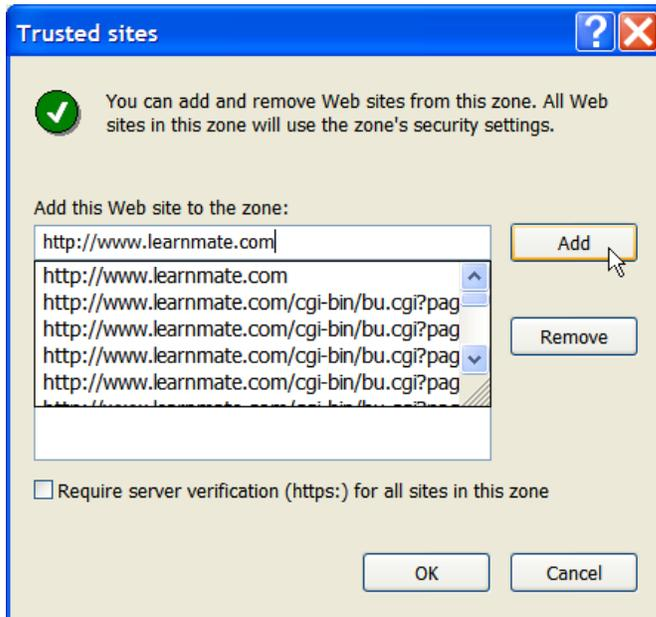 Trusted sites
You can add and remove Web sites from this zone. All Web
sites in this zone will use the zone's security settings.
Add this Web site to the zone:
http://www.learnmate.com
Add
http://www.learnmate.com
http://www.learnmate.com/cgi-bin/bu.cgi?pag
http://www.learnmate.com/cgi-bin/bu.cgi?pag
Remove
http://www.learnmate.com/cgi-bin/bu.cgi?pag
http://www.learnmate.com/cgi-bin/bu.cgi?pag
Require server verification (https:) for all sites in this zone
OK
Cancel